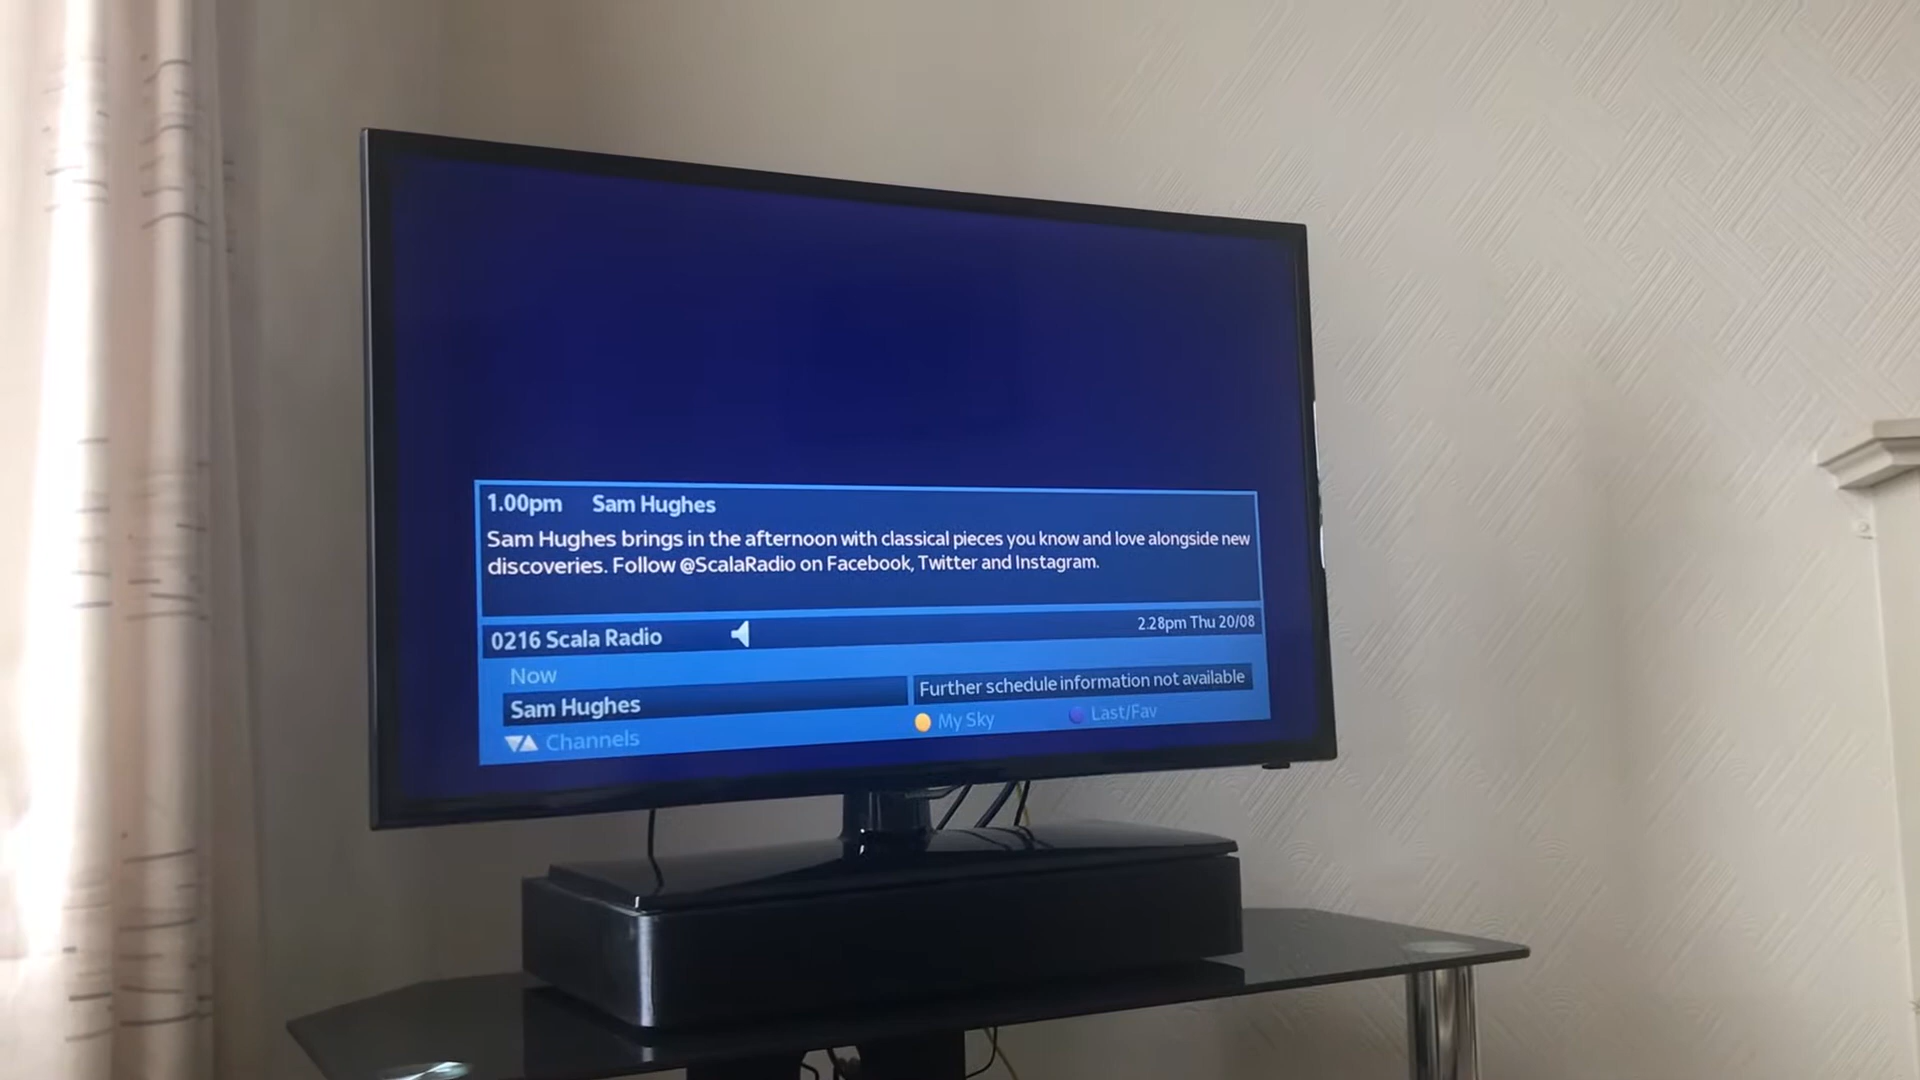 1.00pm Sam Hughes
Sam Hughes brings in the afternoon with classical pieces you know and love alongside new
discoveries. Follow @ScalaRadio on Facebook, Twitter and Instagram.
0216 Scala Radio 2.28pm Thu 20/08
Now
Sam Hughes Further schedule information not available
Channels My Sky Last/Fav